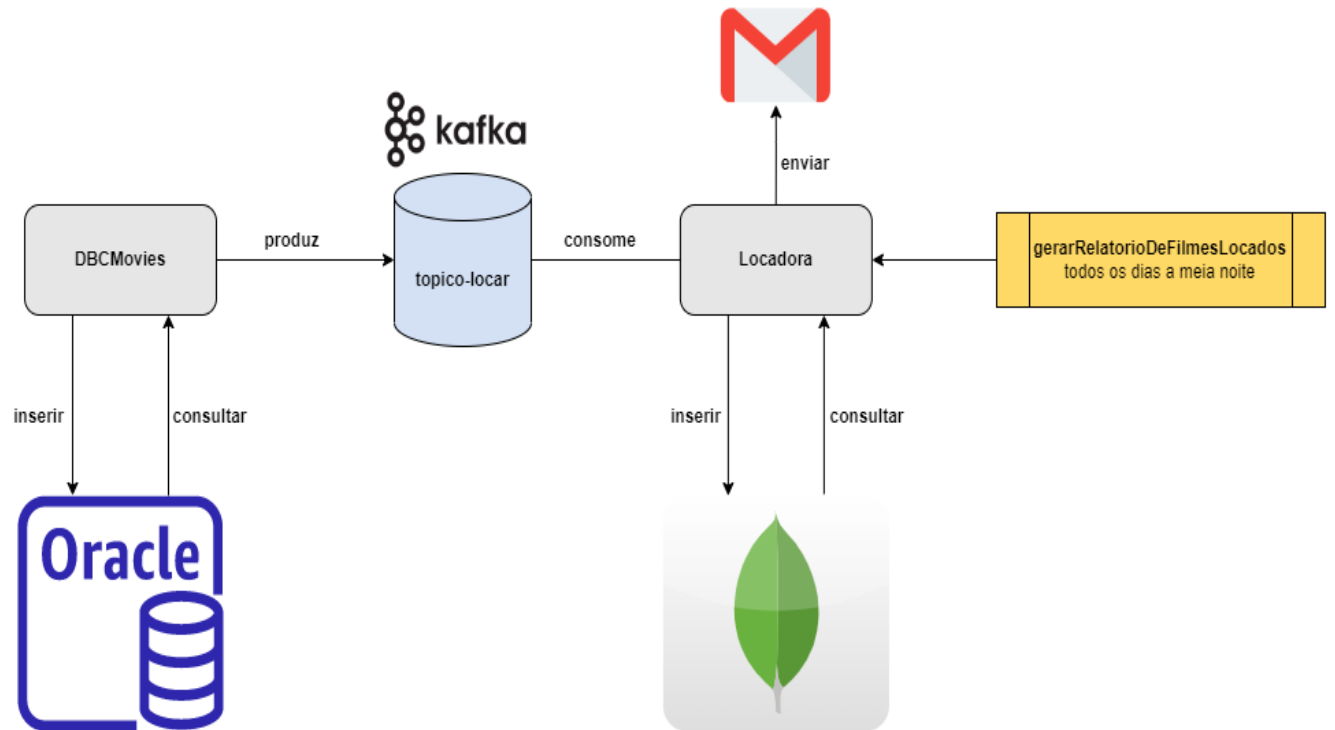 kafka
enviar
DBCMovies
produz
topico-locar
consome
Locadora
gerarRelatorioDeFilmesLocados
todos os dias a meia noite
inserir
consultar
inserir
consultar
Oracle